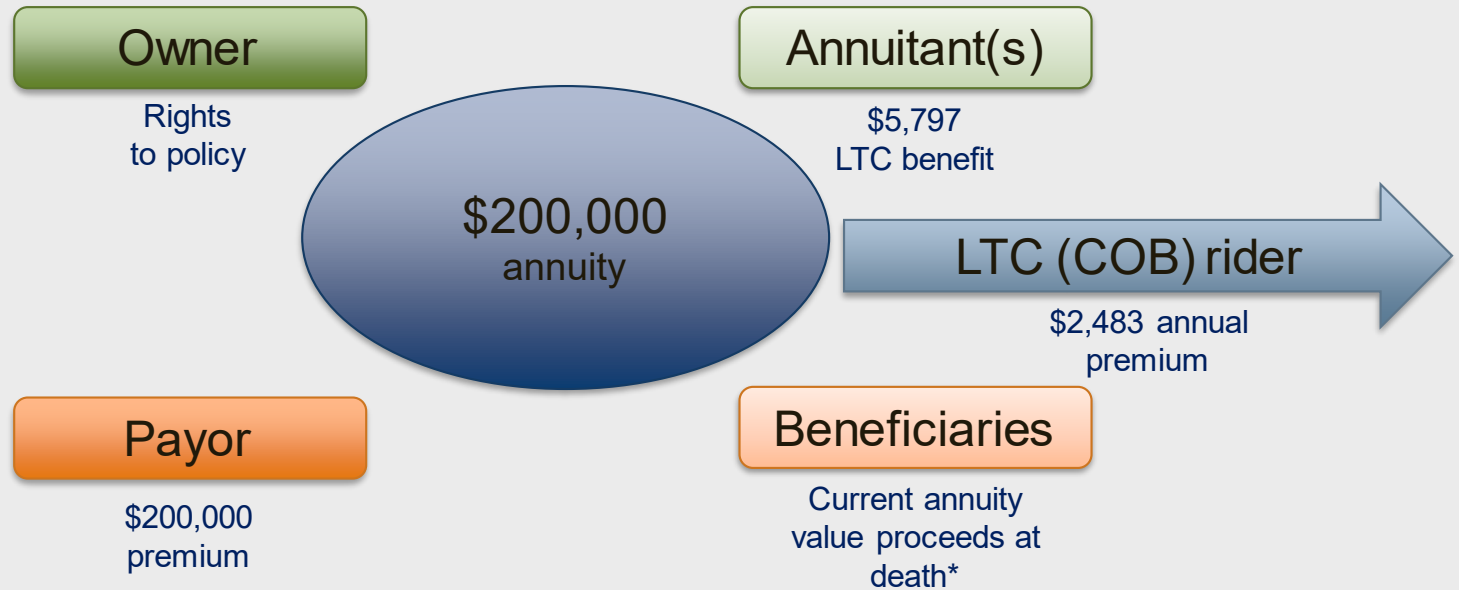 Owner
Rights
to policy
Annuitant(s)
$5,797
LTC benefit
$200,000
annuity
LTC (COB) rider
$2,483 annual
premium
Payor
$200,000
premium
Beneficiaries
Current annuity
value proceeds at
death*